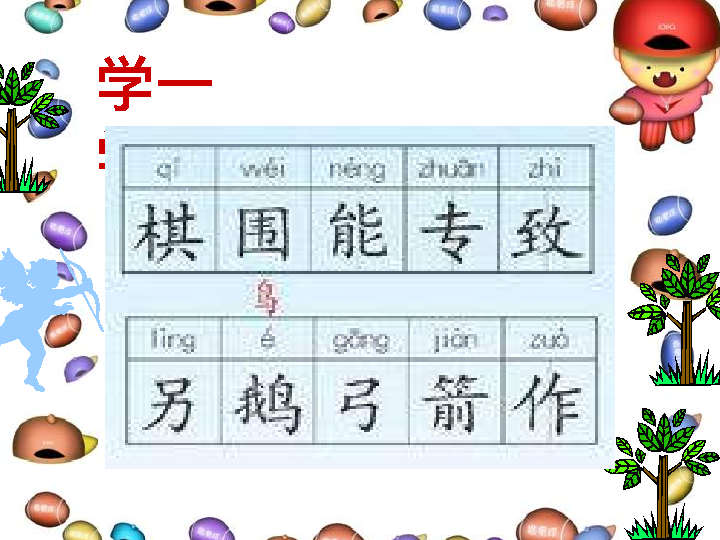 学一
qí wéi néng zhuān zhì
棋 围 能 专 致
鸟
lìng é gōng jiàn zuò
另 鹅 弓 箭 作